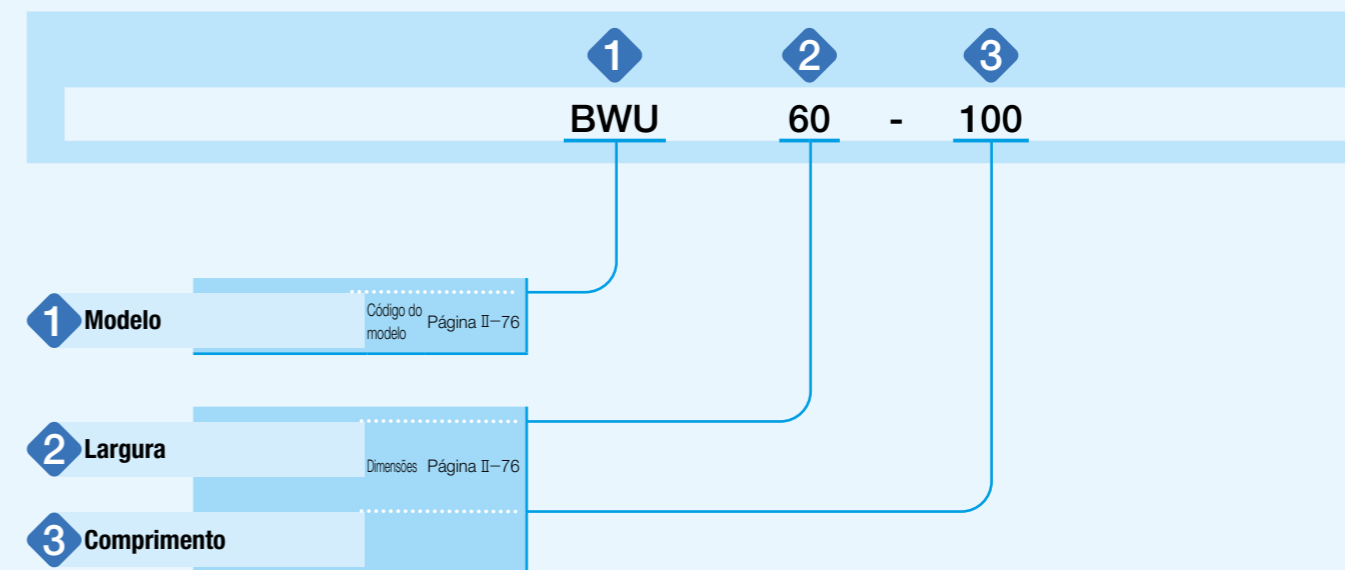 1 2 3
BWU 60 - 100
1 Modelo
Código do
modelo
Página Ⅱ−76
2 Largura
Dimensões Página Ⅱ−76
3 Comprimento